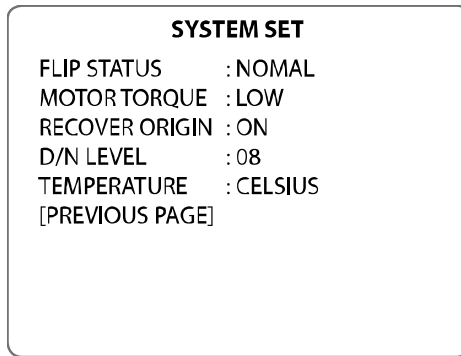 SYSTEM SET
FLIP STATUS : NOMAL
MOTOR TORQUE : LOW
RECOVER ORIGIN : ON
D/N LEVEL : 08
TEMPERATURE : CELSIUS
[PREVIOUS PAGE]